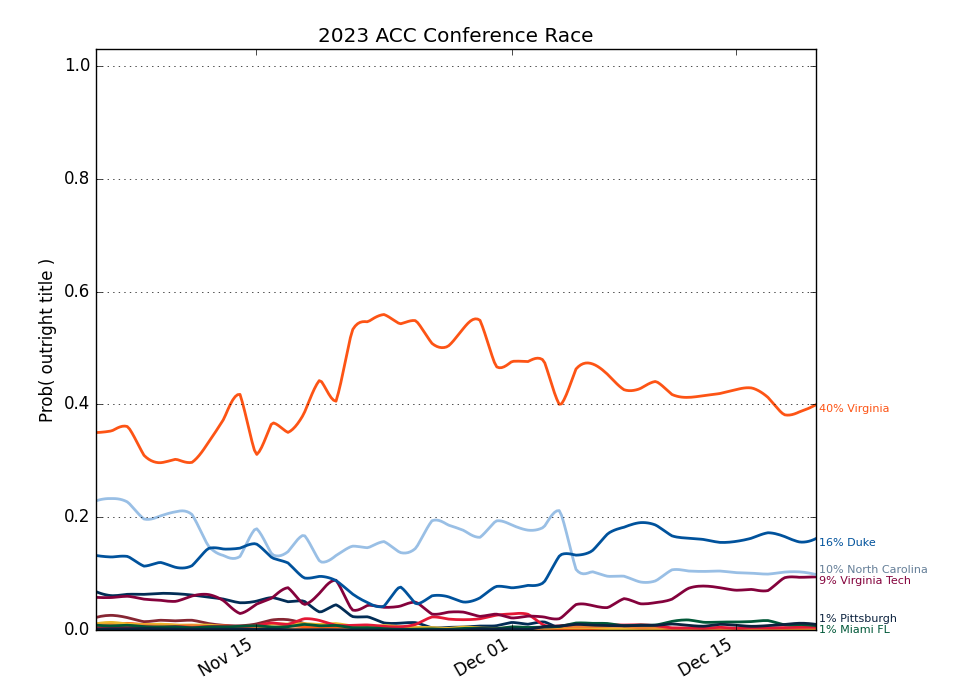 2023 ACC Conference Race
Prob( outright title )
1.0
0.8
0.6
0.4
0.2
0.0
Nov 15
Dec 01
Dec 15
40% Virginia
16% Duke
10% North Carolina
9% Virginia Tech
1% Pittsburgh
1% Miami FL